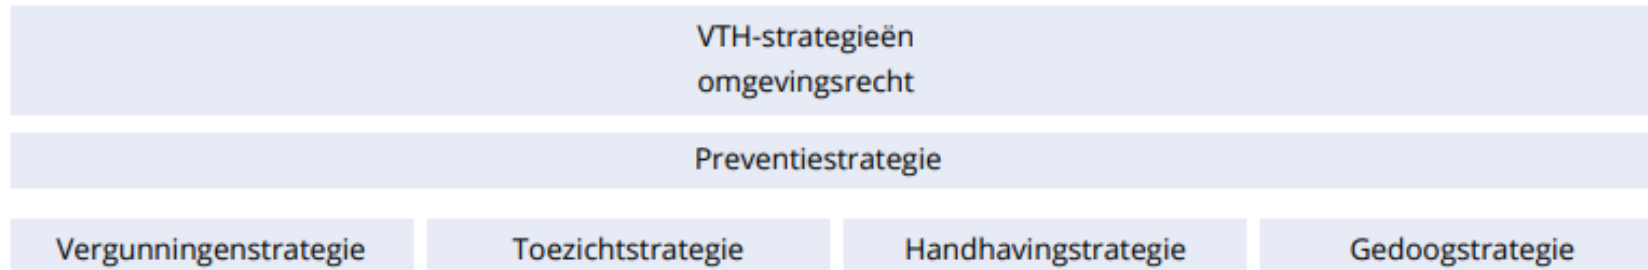 VTH-strategieën
omgevingsrecht
Preventiestrategie
Vergunningenstrategie
Toezichtstrategie
Handhavingstrategie
Gedoogstrategie